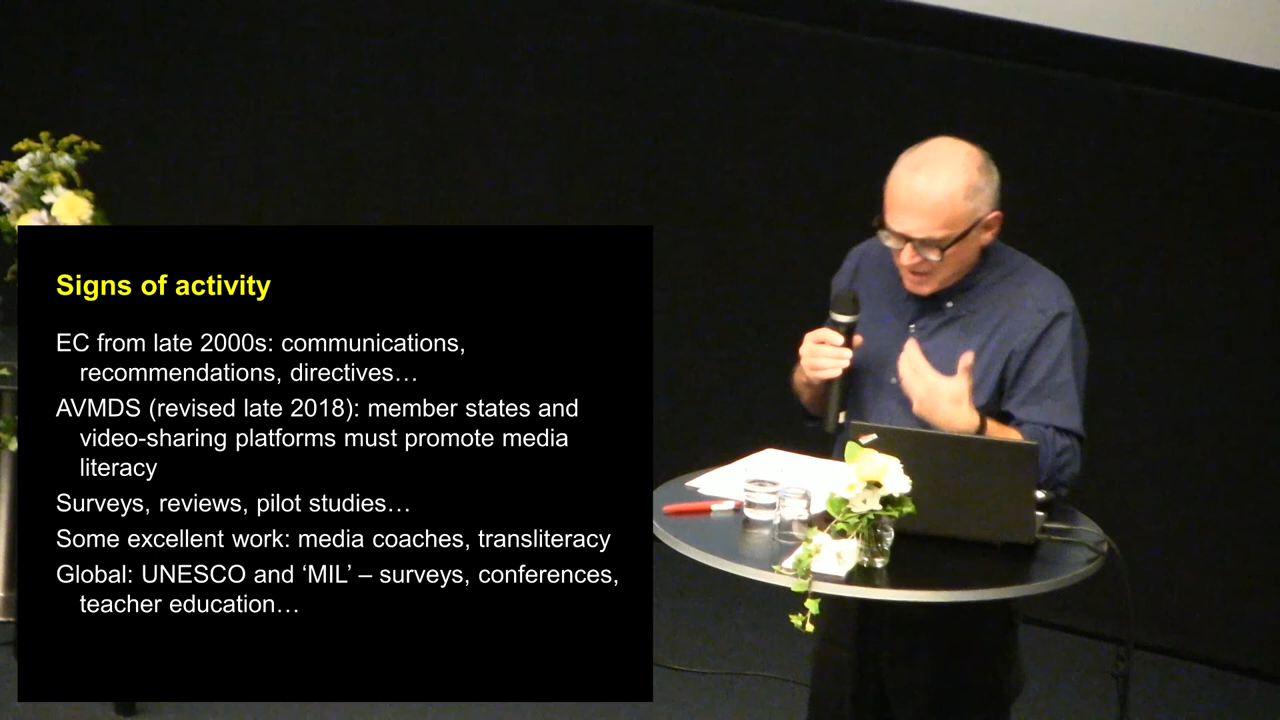 Signs of activity
EC from late 2000s: communications,
recommendations, directives…
AVMDS (revised late 2018): member states and
video-sharing platforms must promote media
literacy
Surveys, reviews, pilot studies…
Some excellent work: media coaches, transliteracy
Global: UNESCO and ‘MIL’ – surveys, conferences,
teacher education…